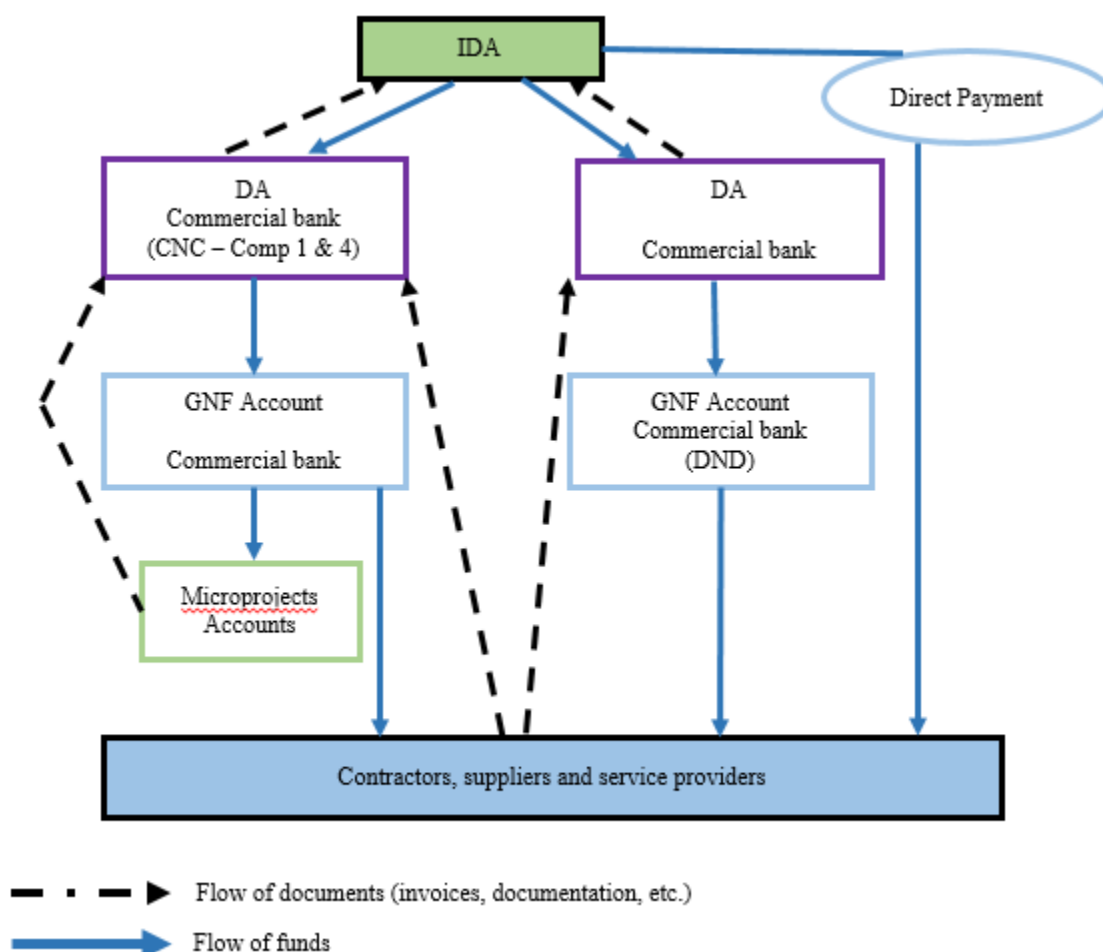 IDA
Direct Payment
DA
Commercial bank
(CNC – Comp 1 & 4)
DA
Commercial bank
GNF Account
Commercial bank
GNF Account
Commercial bank
(DND)
Microprojects
Accounts
Contractors, suppliers and service providers
Flow of documents (invoices, documentation, etc.)
Flow of funds